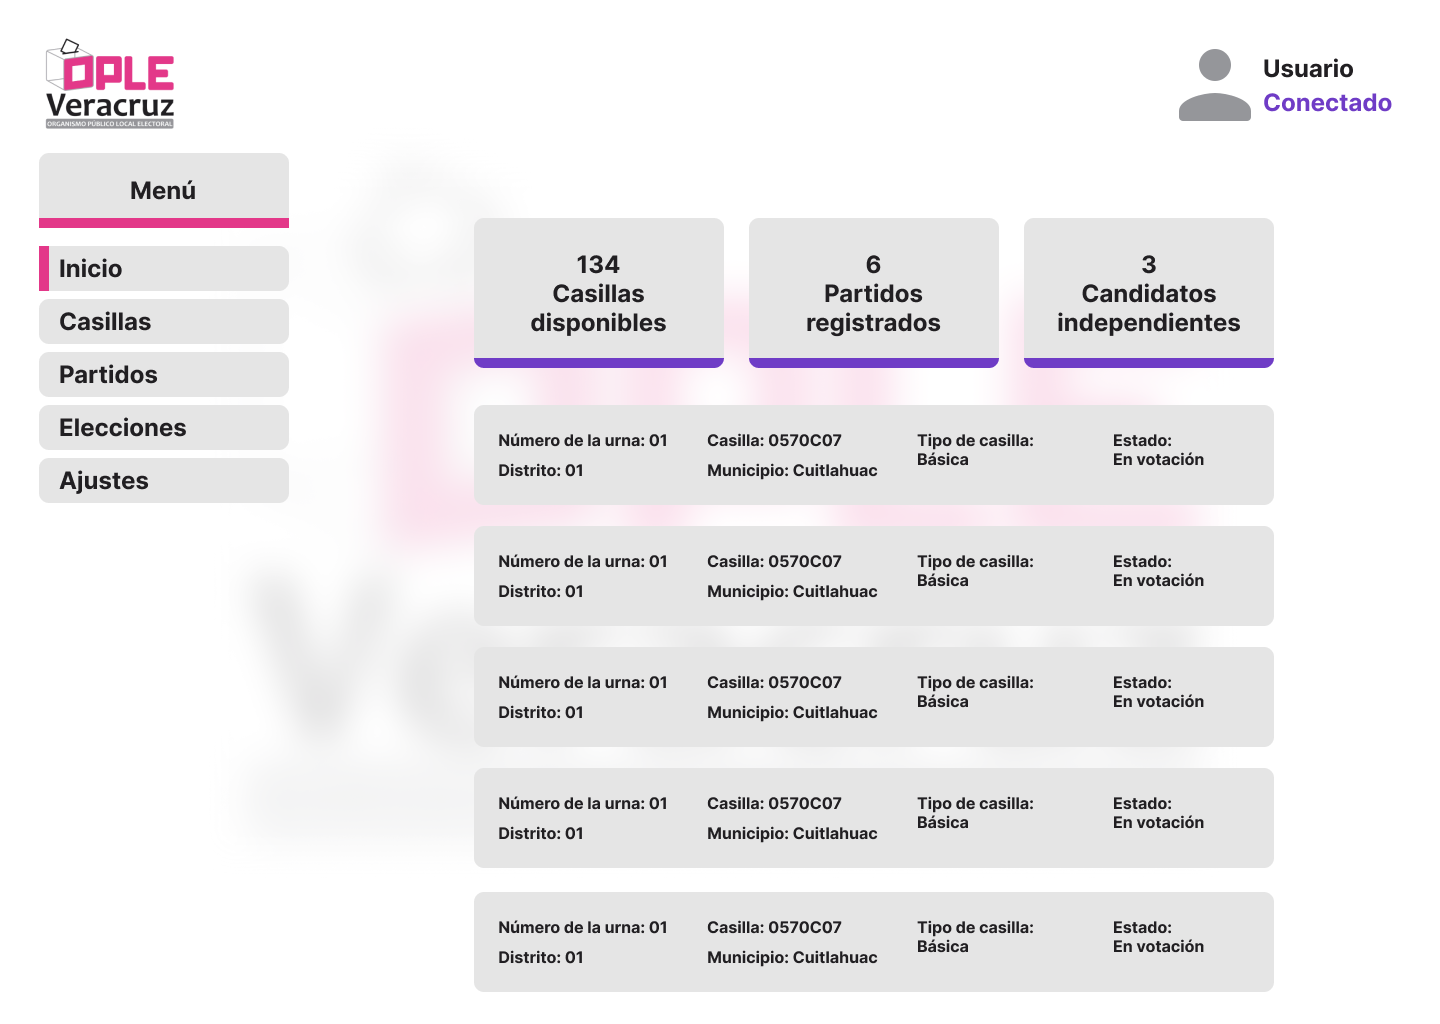 OPLE
Veracruz
ORGANISMO PÚBLICO LOCAL ELECTORAL
Usuario
Conectado
Menú
Inicio
Casillas
Partidos
Elecciones
Ajustes
134
Casillas
disponibles
6
Partidos
registrados
3
Candidatos
independientes
Número de la urna: 01
Distrito: 01
Casilla: 0570C07
Municipio: Cuitlahuac
Tipo de casilla:
Básica
Estado:
En votación
Número de la urna: 01
Distrito: 01
Casilla: 0570C07
Municipio: Cuitlahuac
Tipo de casilla:
Básica
Estado:
En votación
Número de la urna: 01
Distrito: 01
Casilla: 0570C07
Municipio: Cuitlahuac
Tipo de casilla:
Básica
Estado:
En votación
Número de la urna: 01
Distrito: 01
Casilla: 0570C07
Municipio: Cuitlahuac
Tipo de casilla:
Básica
Estado:
En votación
Número de la urna: 01
Distrito: 01
Casilla: 0570C07
Municipio: Cuitlahuac
Tipo de casilla:
Básica
Estado:
En votación